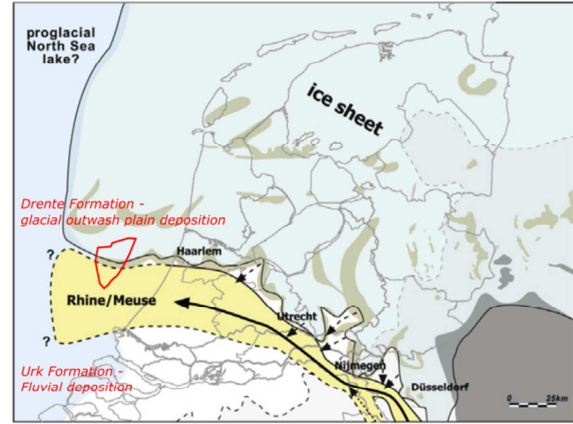 proglacial
North Sea
lake?
ice sheet
Drente Formation -
glacial outwash plain deposition
?
Haarlem
Rhine/Meuse
Utrecht
?
Nijmegen
Urk Formation -
Fluvial deposition
Düsseldorf
0 25km